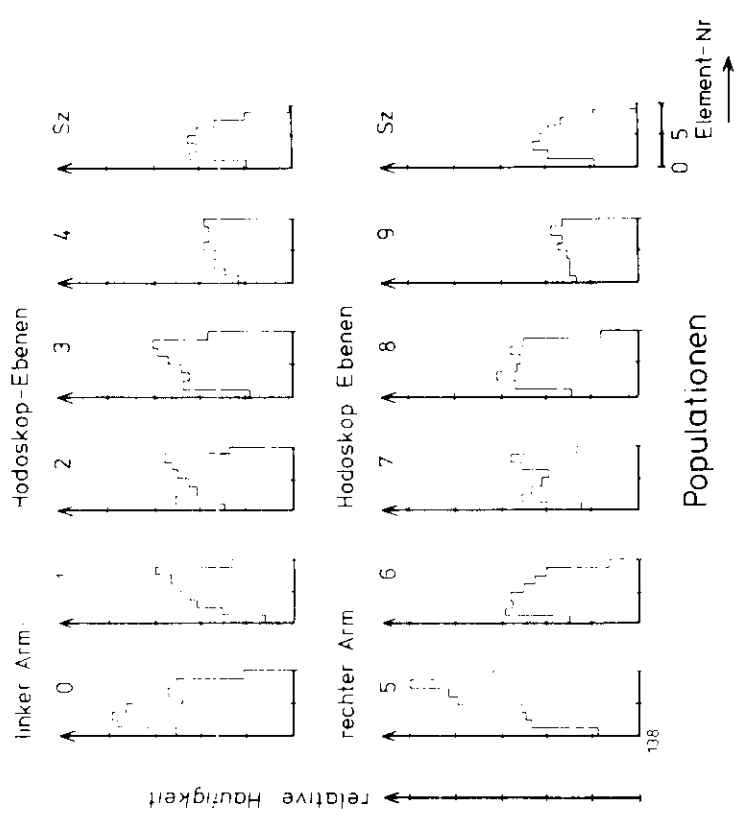 linker Arm Hodoskop-Ebenen
0 1 2 3 4 Sz
rechter Arm Hodoskop Ebenen
5 6 7 8 9 Sz
138
0 5
Element-Nr
Populationen
relative Häufigkeit